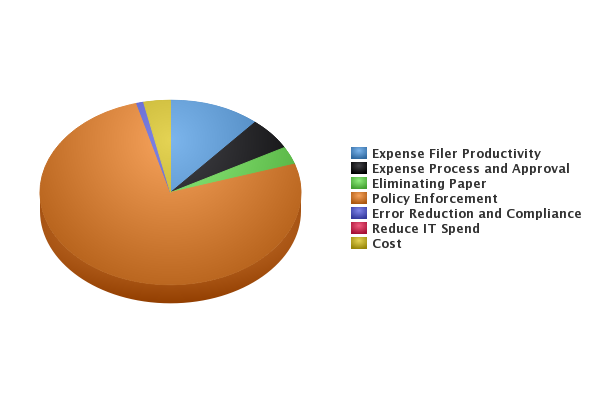 Expense Filer Productivity
Expense Process and Approval
Eliminating Paper
Policy Enforcement
Error Reduction and Compliance
Reduce IT Spend
Cost